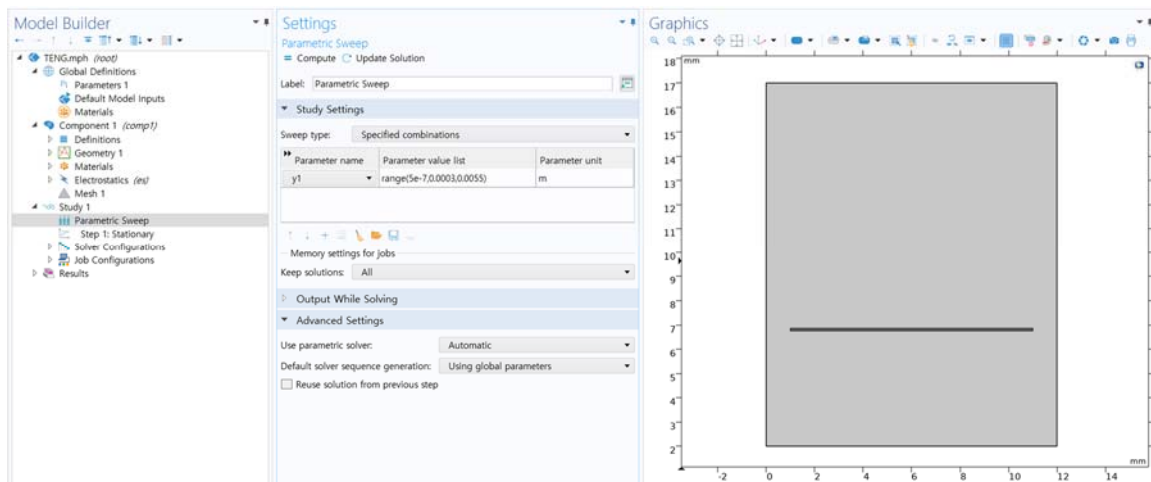 Model Builder
TENG.mph (root)
Global Definitions
Parameters 1
Default Model Inputs
Materials
Component 1 (comp1)
Definitions
Geometry 1
Materials
Electrostatics (es)
Mesh 1
Study 1
Parametric Sweep
Step 1: Stationary
Solver Configurations
Job Configurations
Results
Settings
Parametric Sweep
= Compute Update Solution
Label: Parametric Sweep
Study Settings
Sweep type: Specified combinations
Parameter name Parameter value list Parameter unit
y1 range(5e-7,0.0003,0.0055) m
Memory settings for jobs
Keep solutions: All
Output While Solving
Advanced Settings
Use parametric solver: Automatic
Default solver sequence generation: Using global parameters
Reuse solution from previous step
Graphics
18 mm
17
16
15
14
13
12
11
10
9
8
7
6
5
4
3
2
mm
-2 0 2 4 6 8 10 12 14